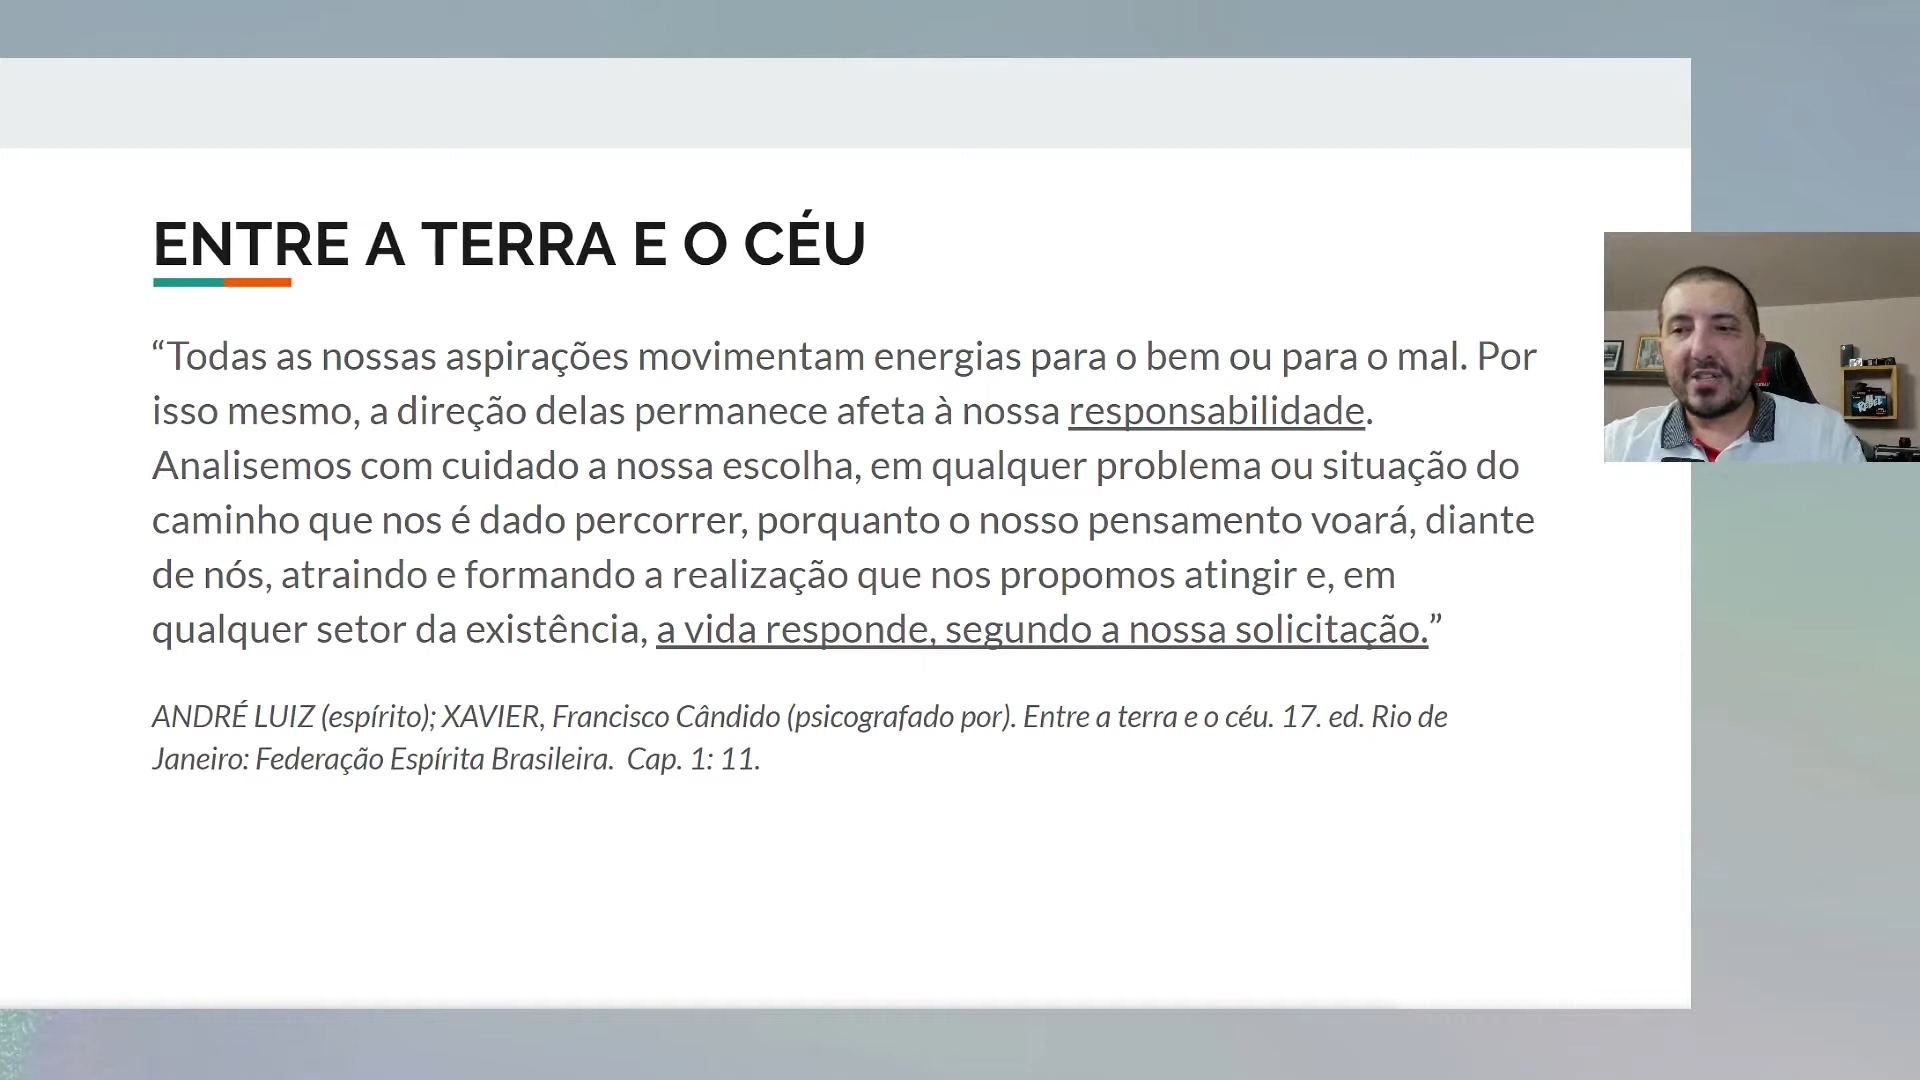 ENTRE A TERRA E O CÉU
“Todas as nossas aspirações movimentam energias para o bem ou para o mal. Por
isso mesmo, a direção delas permanece afeta à nossa responsabilidade.
Analisemos com cuidado a nossa escolha, em qualquer problema ou situação do
caminho que nos é dado percorrer, porquanto o nosso pensamento voará, diante
de nós, atraindo e formando a realização que nos propomos atingir e, em
qualquer setor da existência, a vida responde, segundo a nossa solicitação.”
ANDRÉ LUIZ (espírito); XAVIER, Francisco Cândido (psicografado por). Entre a terra e o céu. 17. ed. Rio de
Janeiro: Federação Espírita Brasileira.  Cap. 1: 11.
REBEL